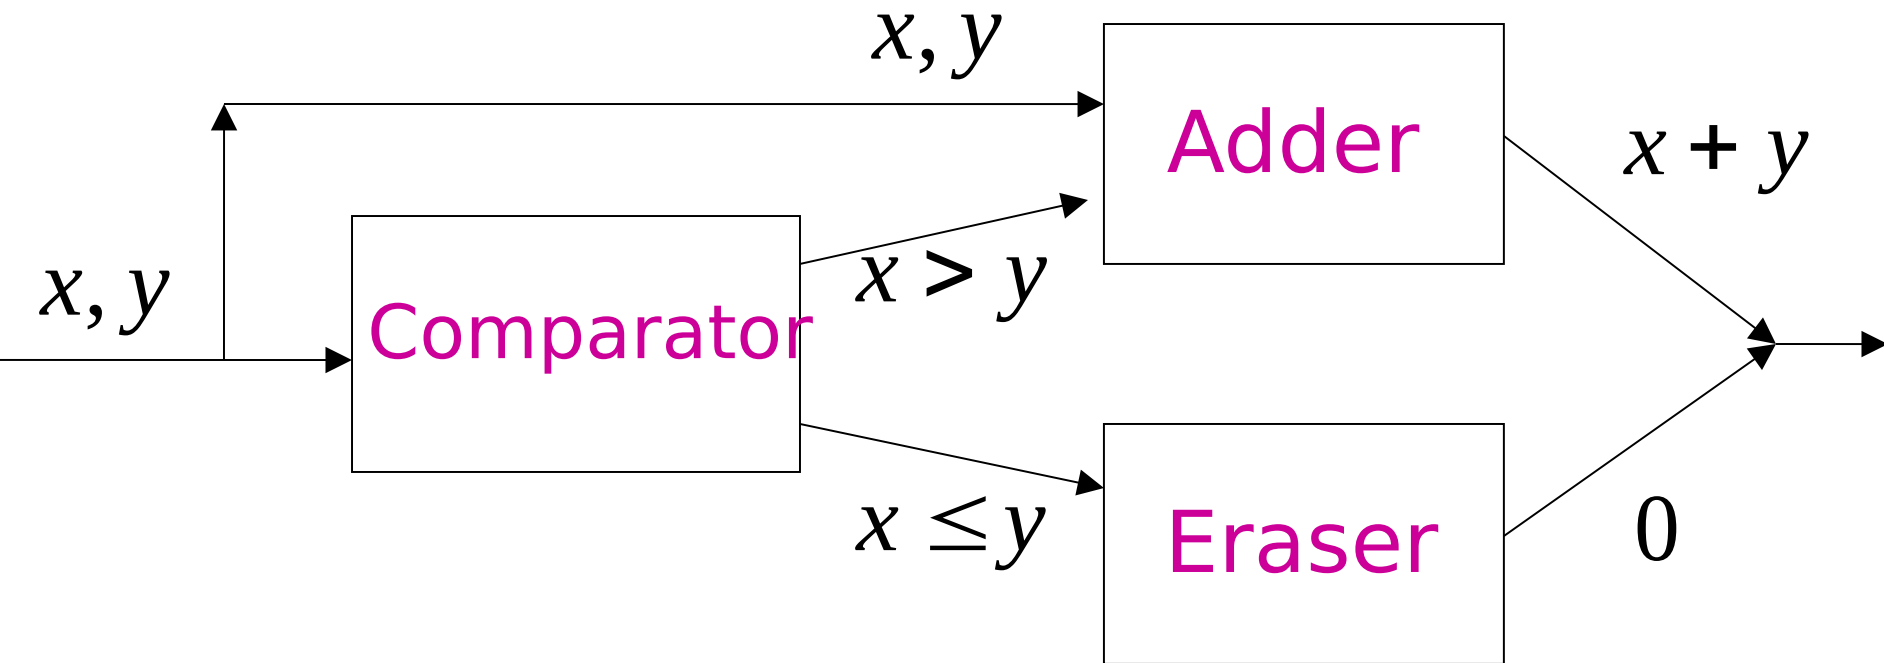 x, y
Adder
x + y
x, y
x > y
Comparator
x ≤ y
Eraser
0